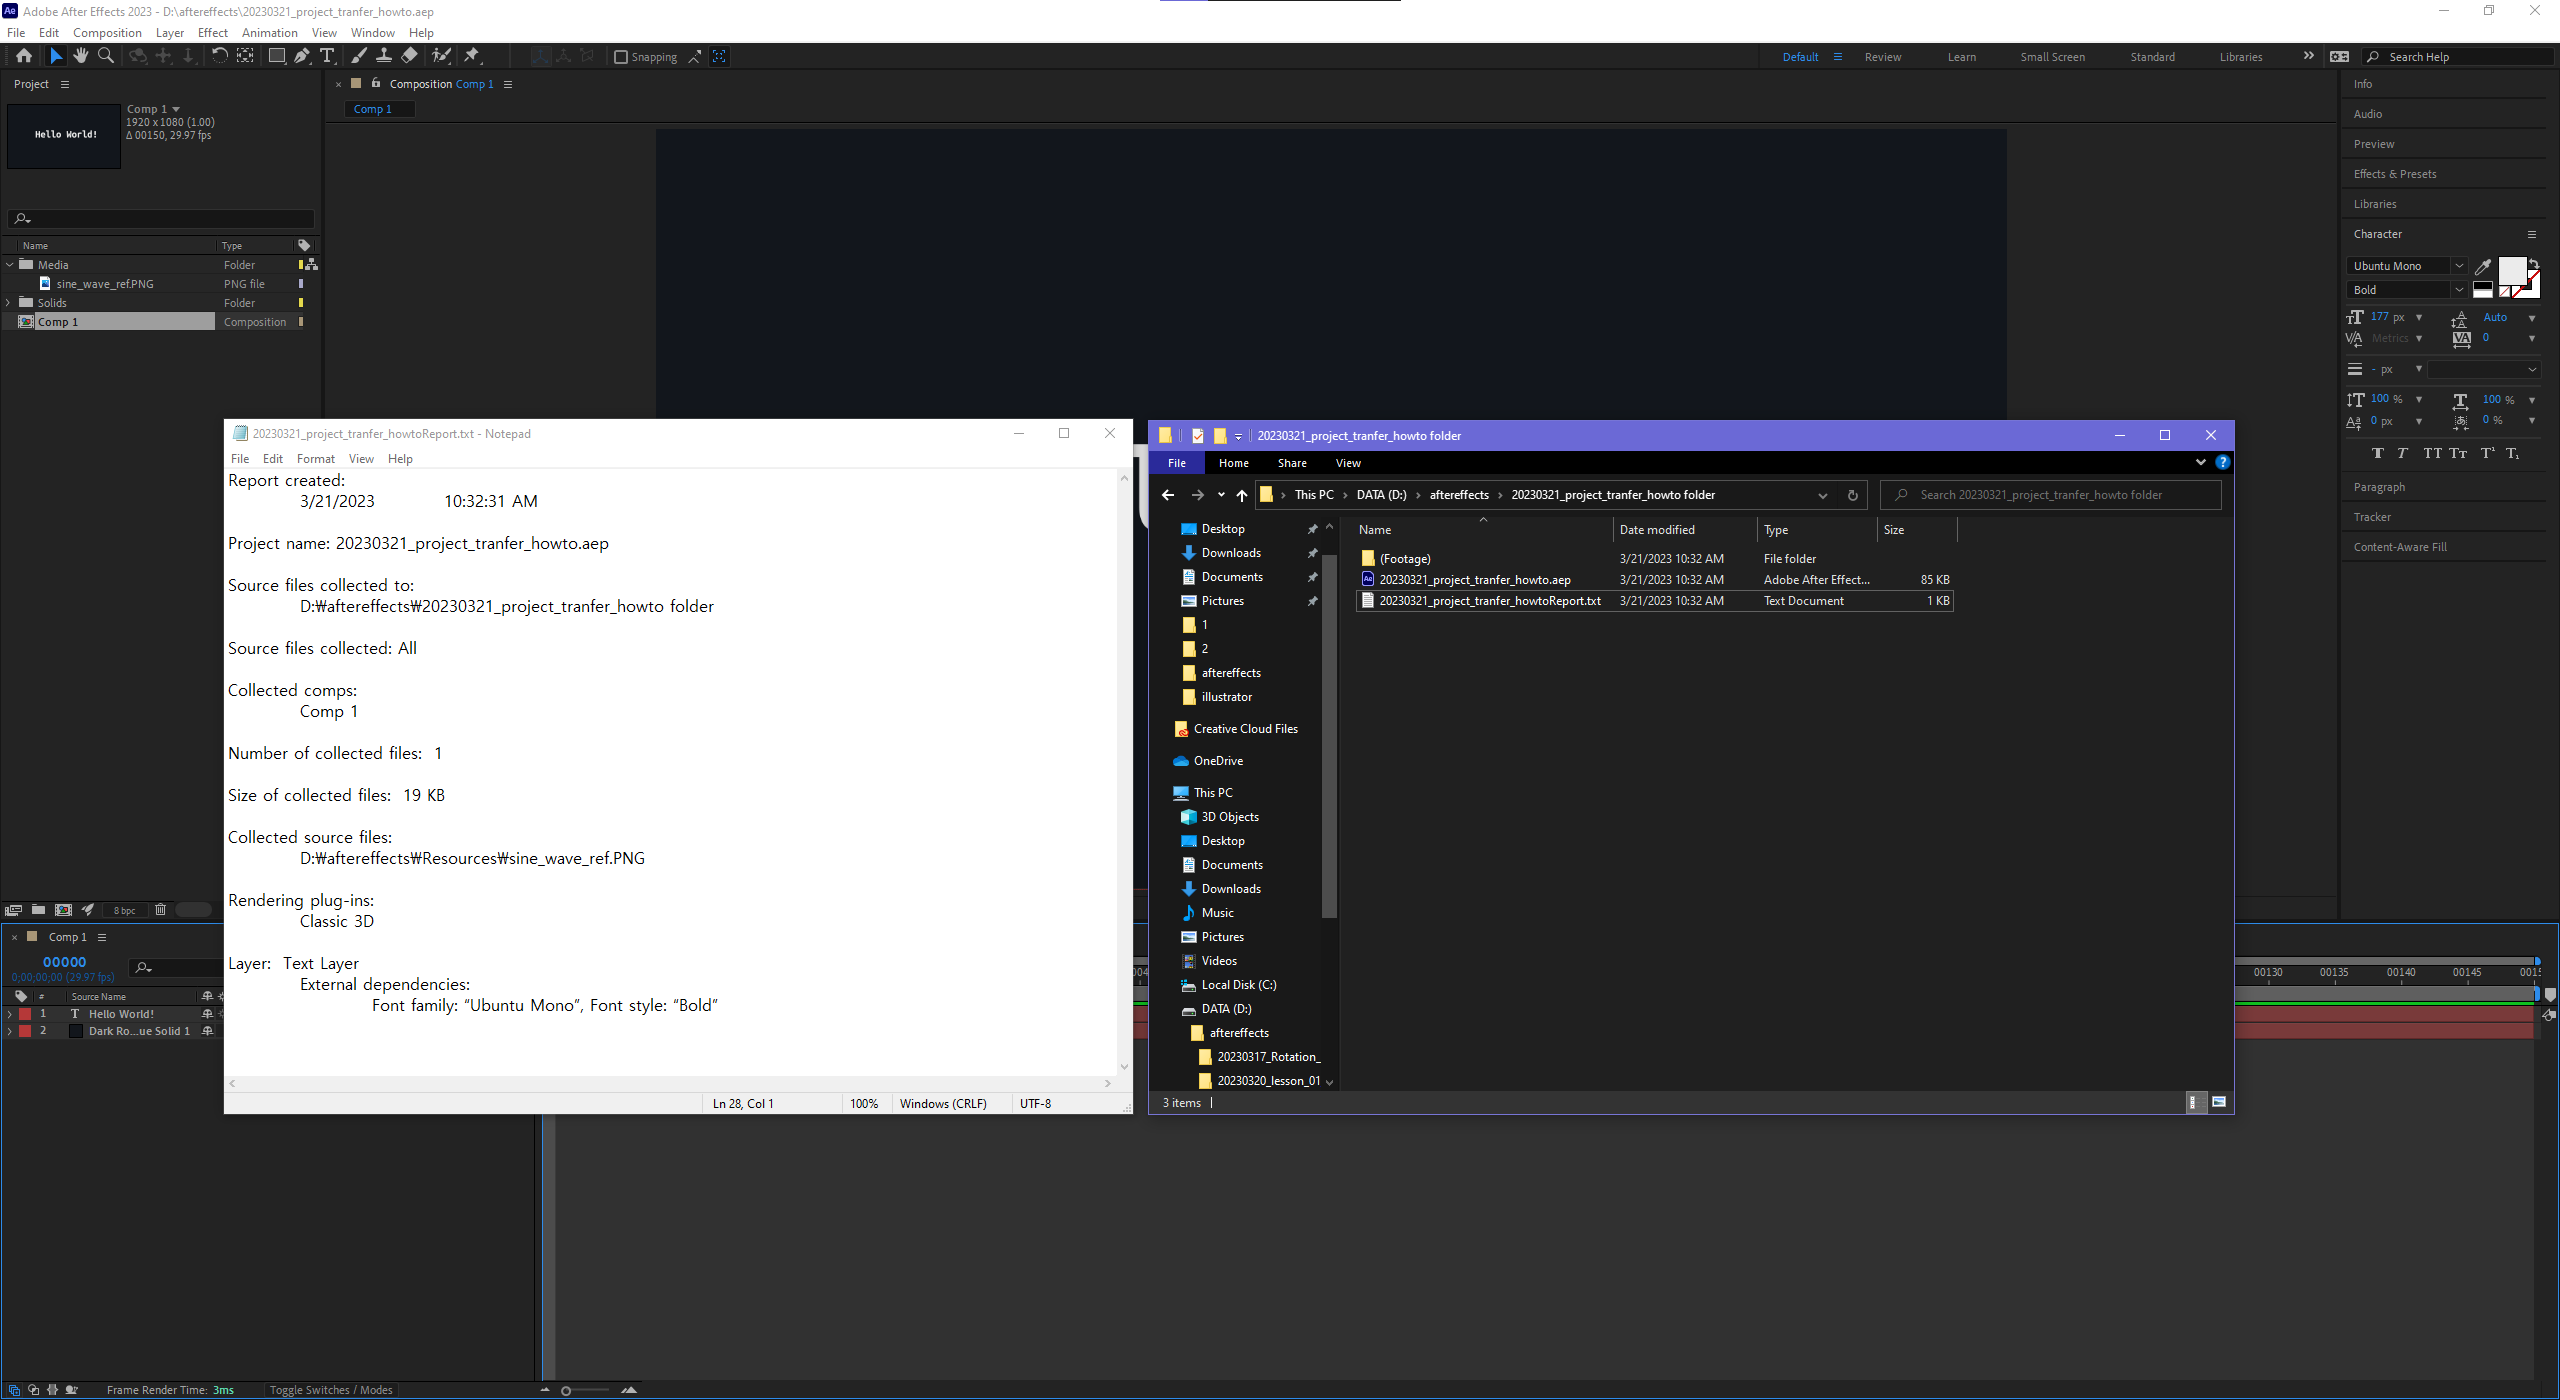 Adobe After Effects 2023 - D:\aftereffects\20230321_project_tranfer_howto.aep
File Edit Composition Layer Effect Animation View Window Help
Snapping
Default Review Learn Small Screen Standard Libraries Search Help
Project
Composition Comp 1
Comp 1
Hello World!
Comp 1
1920 x 1080 (1.00)
Δ 00150, 29.97 fps
Name Type
Media Folder
sine_wave_ref.PNG PNG file
Solids Folder
Comp 1 Composition
8 bpc
Info
Audio
Preview
Effects & Presets
Libraries
Character
Ubuntu Mono
Bold
177 px Auto
Metrics 0
- px
100 % 100 %
0 px 0 %
Paragraph
Tracker
Content-Aware Fill
20230321_project_tranfer_howtoReport.txt - Notepad
File Edit Format View Help
Report created:
3/21/2023 10:32:31 AM
Project name: 20230321_project_tranfer_howto.aep
Source files collected to:
D:₩aftereffects₩20230321_project_tranfer_howto folder
Source files collected: All
Collected comps:
Comp 1
Number of collected files: 1
Size of collected files: 19 KB
Collected source files:
D:₩aftereffects₩Resources₩sine_wave_ref.PNG
Rendering plug-ins:
Classic 3D
Layer: Text Layer
External dependencies:
Font family: “Ubuntu Mono”, Font style: “Bold”
Ln 28, Col 1 100% Windows (CRLF) UTF-8
20230321_project_tranfer_howto folder
File Home Share View
This PC › DATA (D:) › aftereffects › 20230321_project_tranfer_howto folder
Search 20230321_project_tranfer_howto folder
Desktop
Downloads
Documents
Pictures
1
2
aftereffects
illustrator
Creative Cloud Files
OneDrive
This PC
3D Objects
Desktop
Documents
Downloads
Music
Pictures
Videos
Local Disk (C:)
DATA (D:)
aftereffects
20230317_Rotation_
20230320_lesson_01
Name Date modified Type Size
(Footage) 3/21/2023 10:32 AM File folder
20230321_project_tranfer_howto.aep 3/21/2023 10:32 AM Adobe After Effect... 85 KB
20230321_project_tranfer_howtoReport.txt 3/21/2023 10:32 AM Text Document 1 KB
3 items
Comp 1
00000
0;00;00;00 (29.97 fps)
# Source Name
1 Hello World!
2 Dark Ro...ue Solid 1
00130 00135 00140 00145 0015
Frame Render Time: 3ms Toggle Switches / Modes